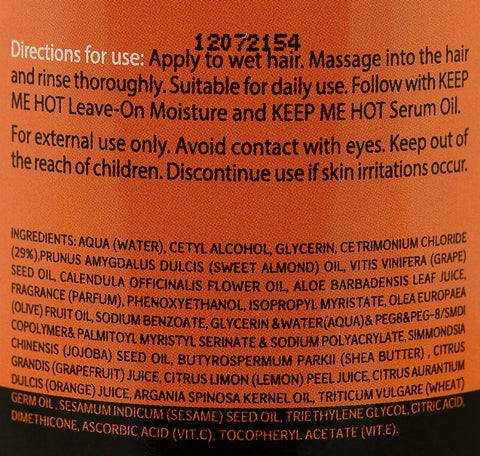 12072154
Directions for use: Apply to wet hair. Massage into the hair
and rinse thoroughly. Suitable for daily use. Follow with KEEP
ME HOT Leave-On Moisture and KEEP ME HOT Serum Oil.
For external use only. Avoid contact with eyes. Keep out of
the reach of children. Discontinue use if skin irritations occur.
INGREDIENTS: AQUA (WATER), CETYL ALCOHOL, GLYCERIN, CETRIMONIUM CHLORIDE
(29%),PRUNUS AMYGDALUS DULCIS (SWEET ALMOND) OIL, VITIS VINIFERA (GRAPE)
SEED OIL, CALENDULA OFFICINALIS FLOWER OIL, ALOE BARBADENSIS LEAF JUICE,
FRAGRANCE (PARFUM), PHENOXYETHANOL, ISOPROPYL MYRISTATE, OLEA EUROPAEA
(OLIVE) FRUIT OIL, SODIUM BENZOATE, GLYCERIN &WATER(AQUA)& PEG8&PEG-8/SMDI
COPOLYMER& PALMITOYL MYRISTYL SERINATE & SODIUM POLYACRYLATE, SIMMONDSIA
CHINENSIS (JOJOBA) SEED OIL, BUTYROSPERMUM PARKII (SHEA BUTTER) , CITRUS
GRANDIS (GRAPEFRUIT) JUICE, CITRUS LIMON (LEMON) PEEL JUICE, CITRUS AURANTIUM
DULCIS (ORANGE) JUICE, ARGANIA SPINOSA KERNEL OIL, TRITICUM VULGARE (WHEAT)
GERM OIL .SESAMUM INDICUM (SESAME) SEED OIL, TRIETHYLENE GLYCOL, CITRIC ACID,
DIMETHICONE, ASCORBIC ACID (VIT.C), TOCOPHERYL ACETATE (VIT.E).